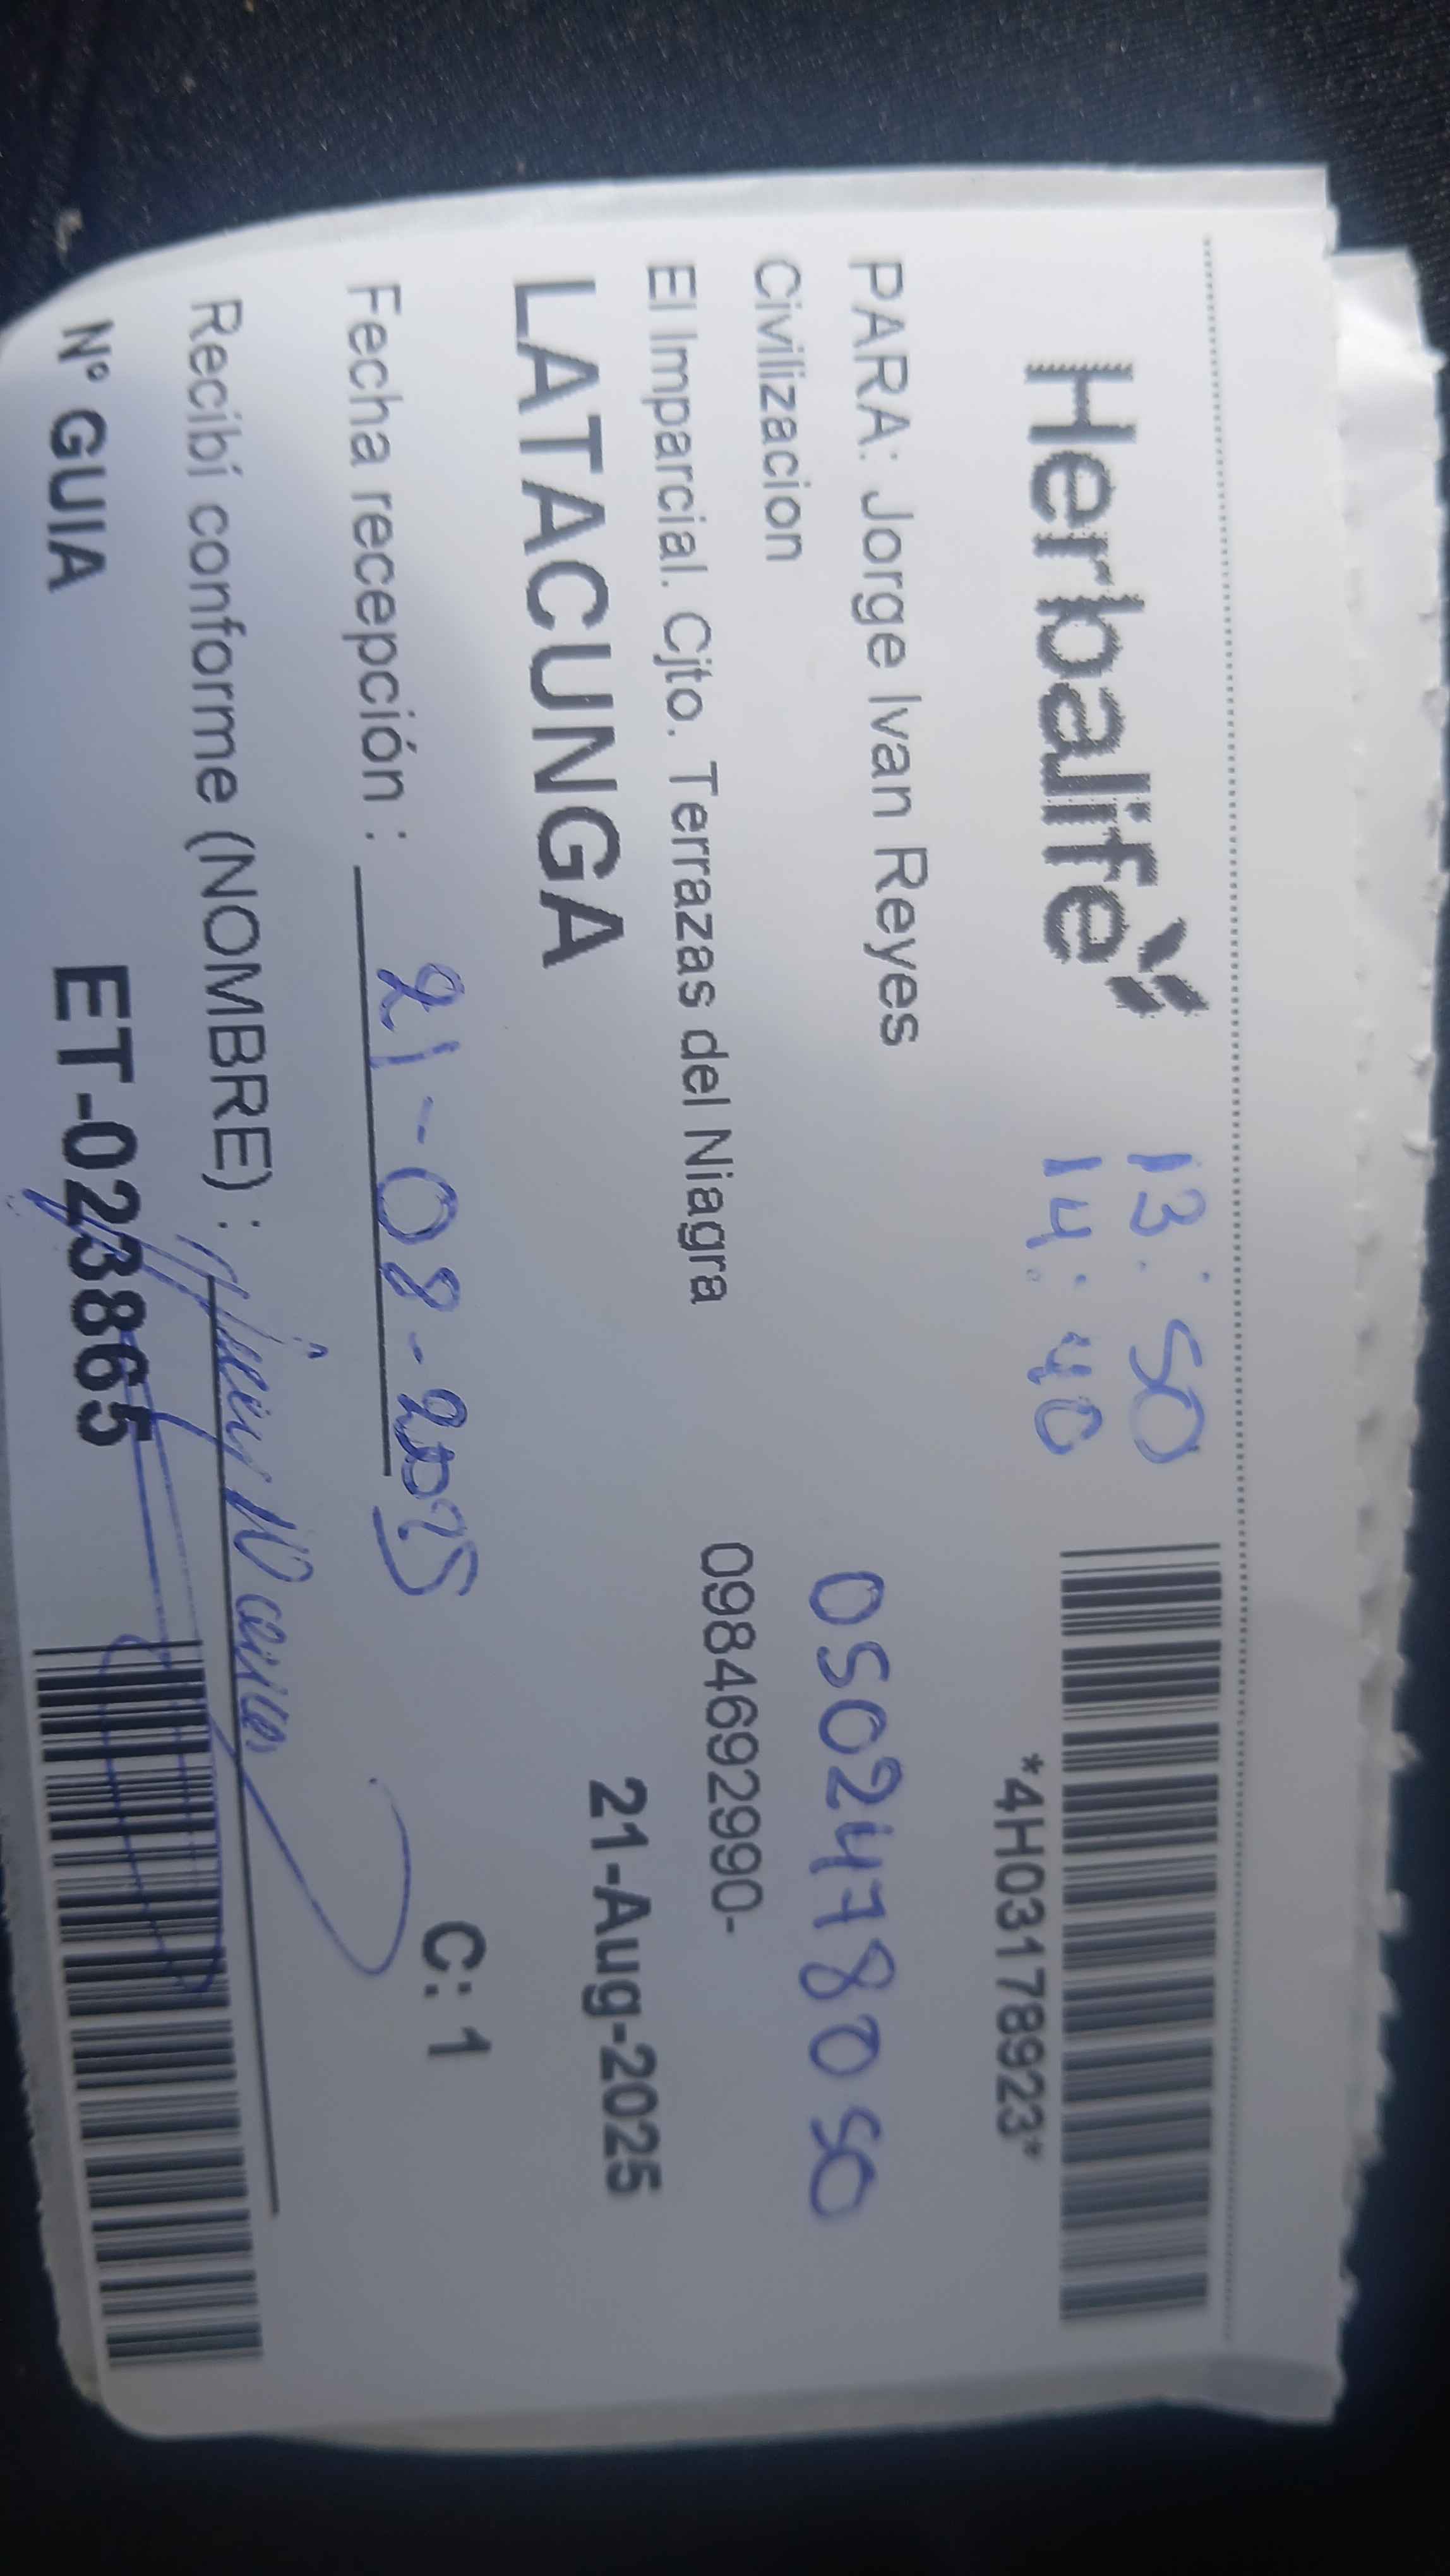 Herbalife
13:50
14:40
*4H03178923*
PARA: Jorge Ivan Reyes
0502478050
Civilizacion
El Imparcial. Cjto. Terrazas del Niagra
0984692990-
LATACUNGA
21-Aug-2025
Fecha recepción : 21-08-2025
C: 1
Recibí conforme (NOMBRE) :
Nº GUIA ET-023865